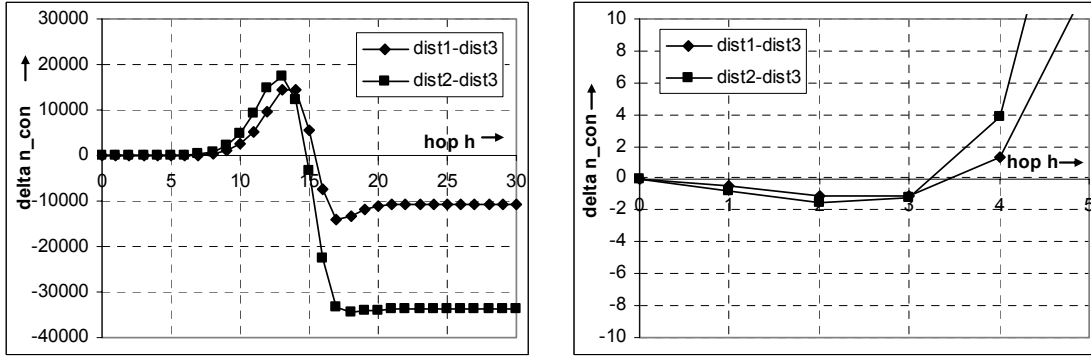 30000
20000
10000
0
-10000
-20000
-30000
-40000
delta n_con
dist1-dist3
dist2-dist3
hop h
0 5 10 15 20 25 30
10
8
6
4
2
0
-2
-4
-6
-8
-10
delta n_con
dist1-dist3
dist2-dist3
hop h
0 1 2 3 4 5